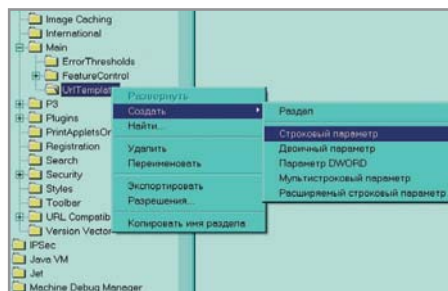 Image Caching
International
Main
ErrorThresholds
FeatureControl
UrlTemplat
P3
Plugins
PrintAppletsOr
Registration
Search
Security
Styles
Toolbar
URL Compatib
Version Vector
IPSec
Java VM
Jet
Machine Debug Manager
Развернуть
Создать
Найти...
Удалить
Переименовать
Экспортировать
Разрешения...
Копировать имя раздела
Раздел
Строковый параметр
Двоичный параметр
Параметр DWORD
Мультистроковый параметр
Расширяемый строковый параметр